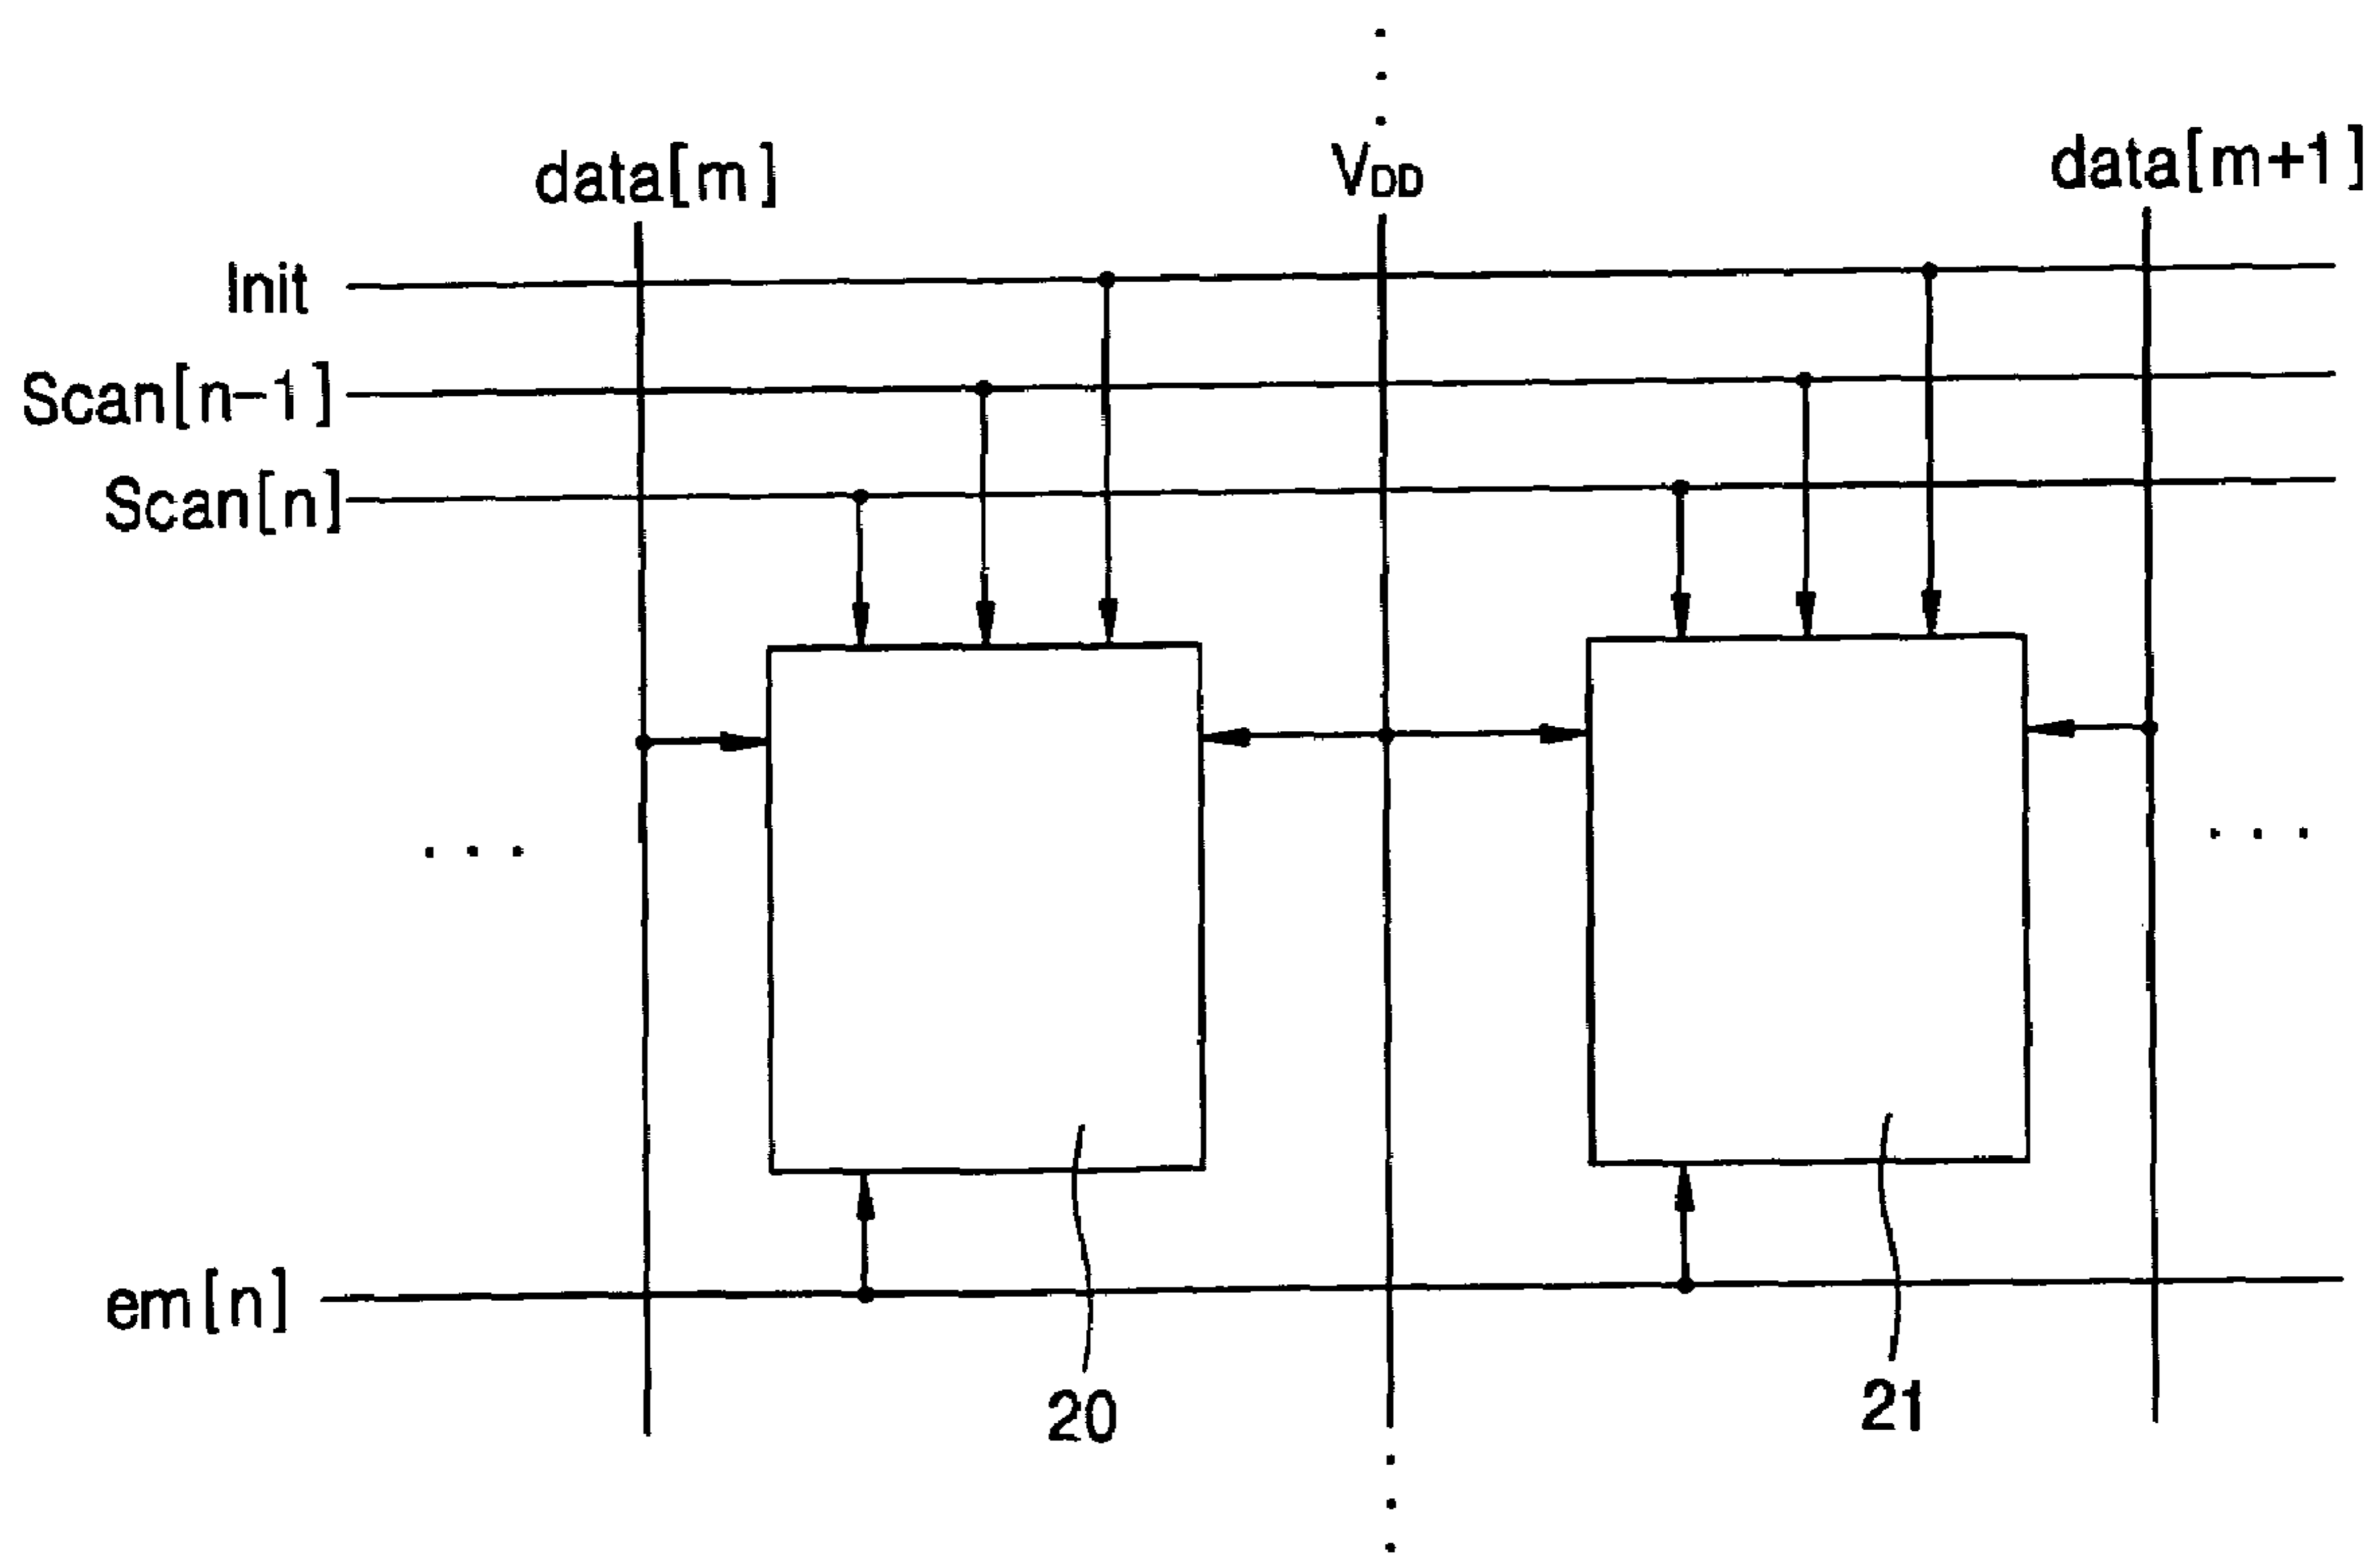 data[m]
VDD
data[m+1]
Init
Scan[n-1]
Scan[n]
em[n]
20
21